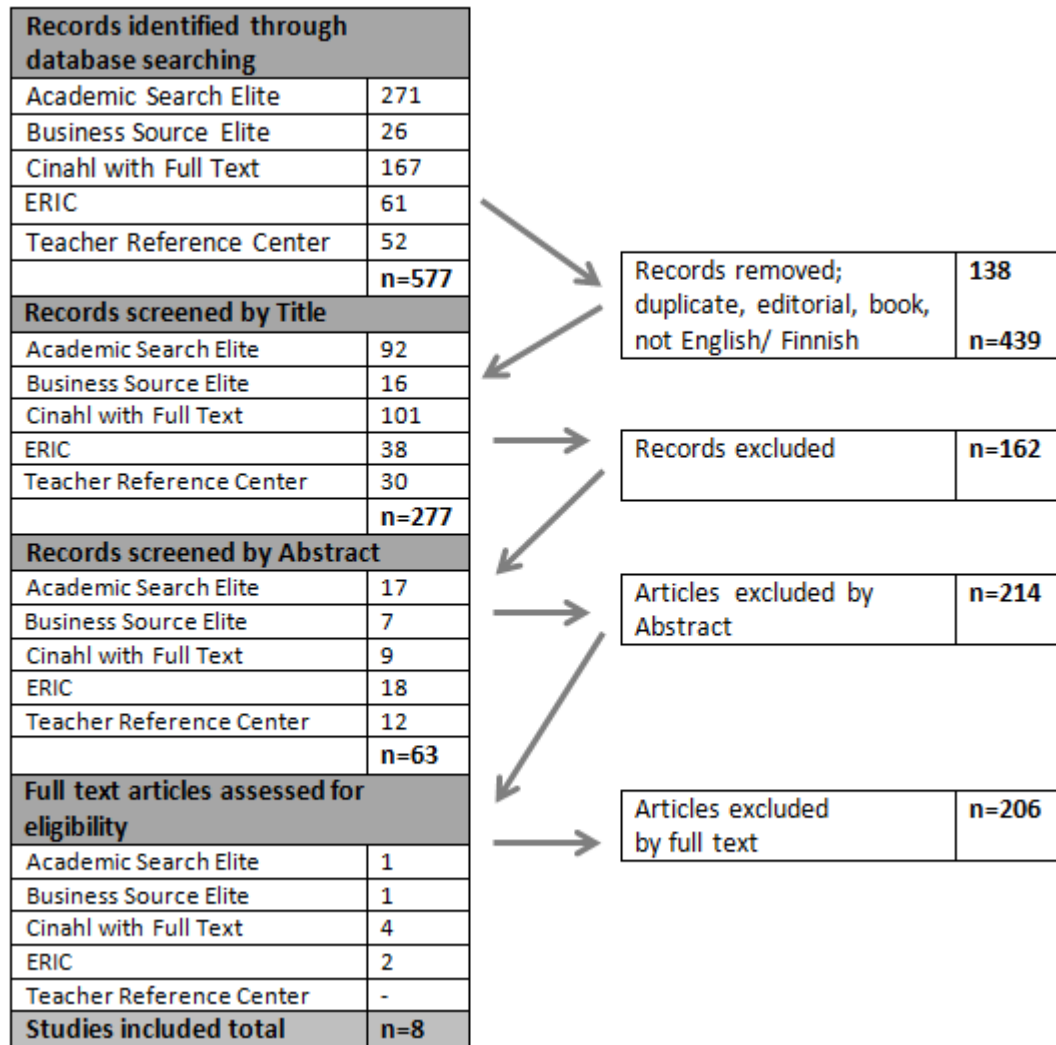 Records identified through
database searching
Academic Search Elite 271
Business Source Elite 26
Cinahl with Full Text 167
ERIC 61
Teacher Reference Center 52
n=577
Records screened by Title
Academic Search Elite 92
Business Source Elite 16
Cinahl with Full Text 101
ERIC 38
Teacher Reference Center 30
n=277
Records screened by Abstract
Academic Search Elite 17
Business Source Elite 7
Cinahl with Full Text 9
ERIC 18
Teacher Reference Center 12
n=63
Full text articles assessed for
eligibility
Academic Search Elite 1
Business Source Elite 1
Cinahl with Full Text 4
ERIC 2
Teacher Reference Center -
Studies included total n=8
Records removed; 138
duplicate, editorial, book,
not English/ Finnish n=439
Records excluded n=162
Articles excluded by n=214
Abstract
Articles excluded n=206
by full text